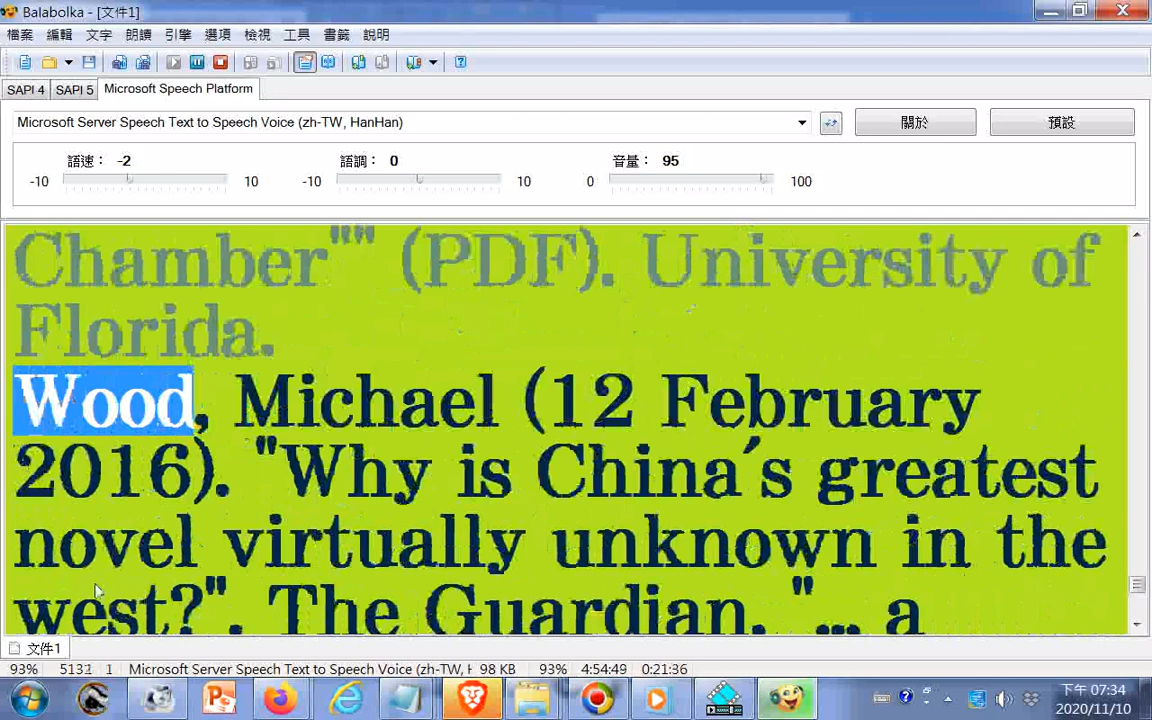 Balabolka - [文件1]
檔案 編輯 文字 朗讀 引擎 選項 檢視 工具 書籤 說明
SAPI 4 SAPI 5 Microsoft Speech Platform
Microsoft Server Speech Text to Speech Voice (zh-TW, HanHan) 關於 預設
語速： -2 語調： 0 音量： 95
-10 10 -10 10 0 100
Chamber"" (PDF). University of
Florida.
Wood, Michael (12 February
2016). "Why is China's greatest
novel virtually unknown in the
west?". The Guardian. "... a
文件1
93% 5132 1 Microsoft Server Speech Text to Speech Voice (zh-TW, H 98 KB 93% 4:54:49 0:21:36
下午 07:34
2020/11/10